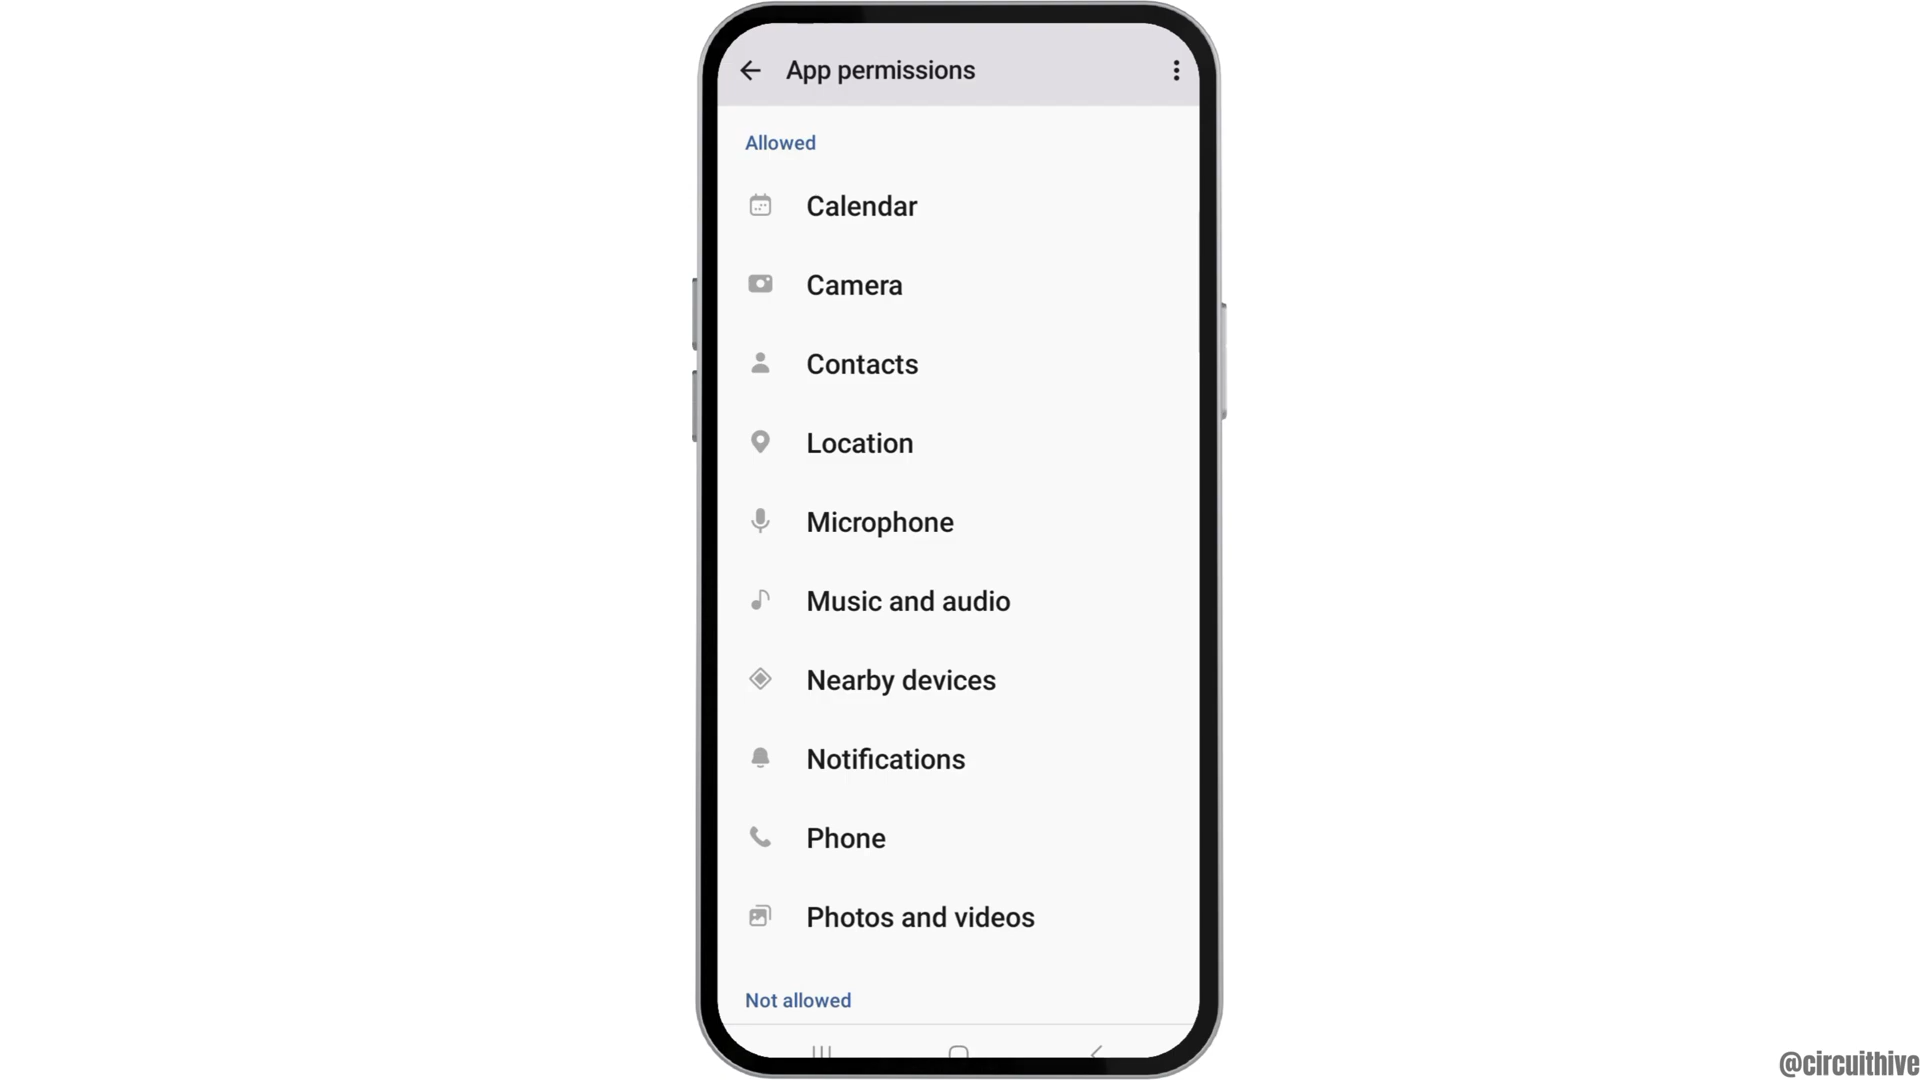 App permissions
Allowed
Calendar
Camera
Contacts
Location
Microphone
Music and audio
Nearby devices
Notifications
Phone
Photos and videos
Not allowed
@circuithive